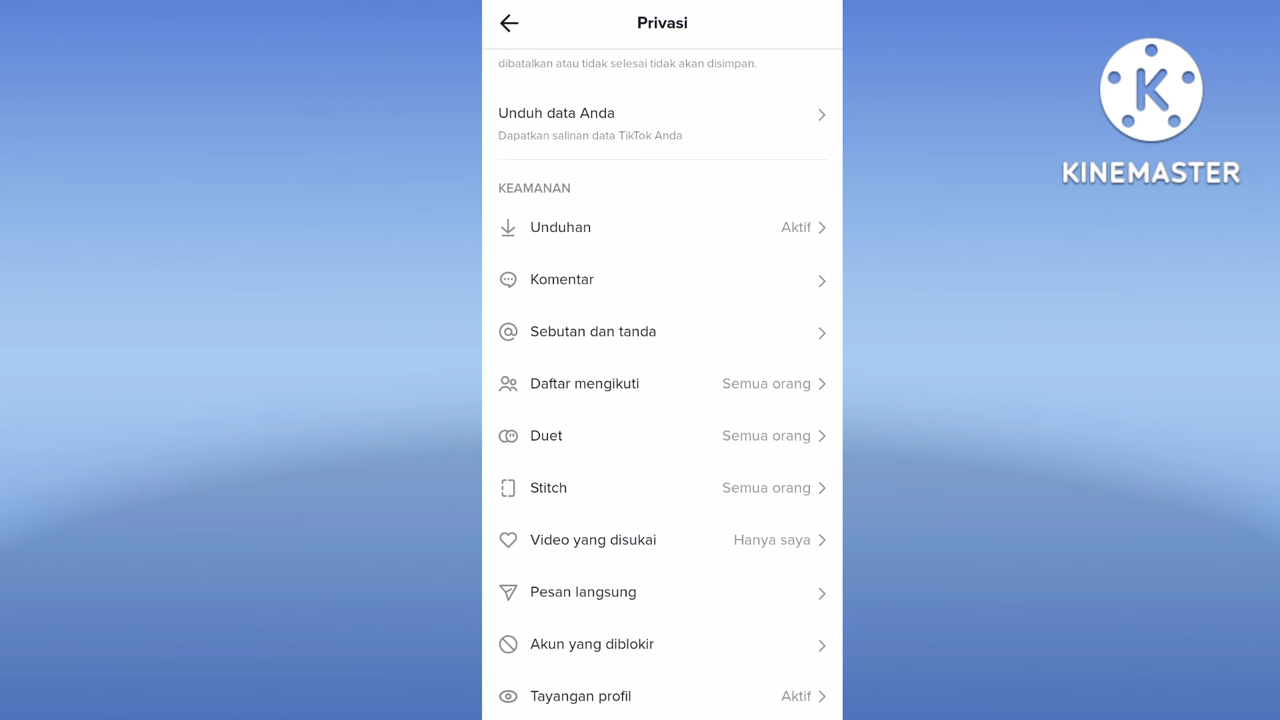 Privasi
dibatalkan atau tidak selesai tidak akan disimpan.
Unduh data Anda
Dapatkan salinan data TikTok Anda
KEAMANAN
Unduhan Aktif
Komentar
Sebutan dan tanda
Daftar mengikuti Semua orang
Duet Semua orang
Stitch Semua orang
Video yang disukai Hanya saya
Pesan langsung
Akun yang diblokir
Tayangan profil Aktif
K
KINEMASTER